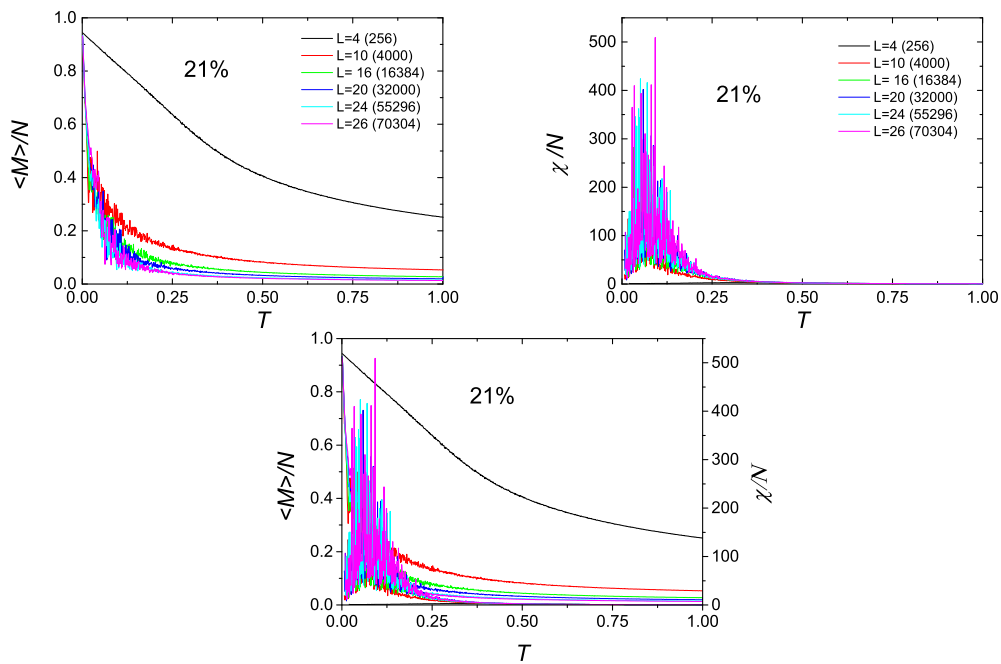 1.0
0.8
0.6
0.4
0.2
0.0
<M>/N
0.00
0.25
0.50
0.75
1.00
T
21%
L=4 (256)
L=10 (4000)
L= 16 (16384)
L=20 (32000)
L=24 (55296)
L=26 (70304)
500
400
300
200
100
0
χ/N
0.00
0.25
0.50
0.75
1.00
T
21%
L=4 (256)
L=10 (4000)
L= 16 (16384)
L=20 (32000)
L=24 (55296)
L=26 (70304)
1.0
0.8
0.6
0.4
0.2
0.0
<M>/N
0.00
0.25
0.50
0.75
1.00
T
21%
500
400
300
200
100
0
χ/N